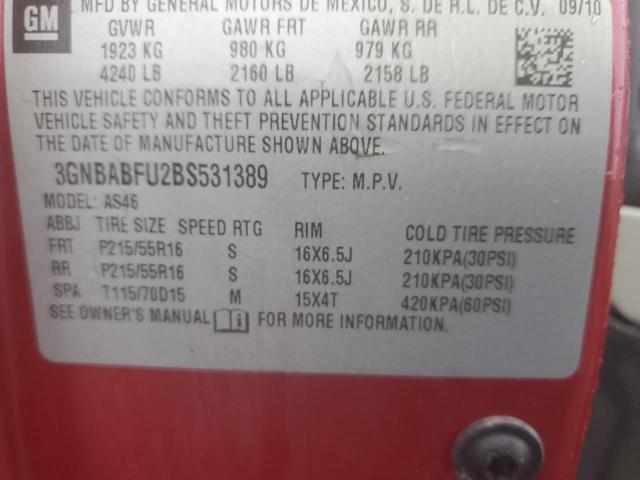 GM
MFD BY GENERAL MOTORS DE MEXICO, S. DE R.L. DE C.V. 09/10
GVWR GAWR FRT GAWR RR
1923 KG 980 KG 979 KG
4240 LB 2160 LB 2158 LB
THIS VEHICLE CONFORMS TO ALL APPLICABLE U.S. FEDERAL MOTOR
VEHICLE SAFETY AND THEFT PREVENTION STANDARDS IN EFFECT ON
THE DATE OF MANUFACTURE SHOWN ABOVE.
3GNBABFU2BS531389 TYPE: M.P.V.
MODEL: AS46
ABBJ TIRE SIZE SPEED RTG RIM COLD TIRE PRESSURE
FRT P215/55R16 S 16X6.5J 210KPA(30PSI)
RR P215/55R16 S 16X6.5J 210KPA(30PSI)
SPA T115/70D15 M 15X4T 420KPA(60PSI)
SEE OWNER'S MANUAL FOR MORE INFORMATION.